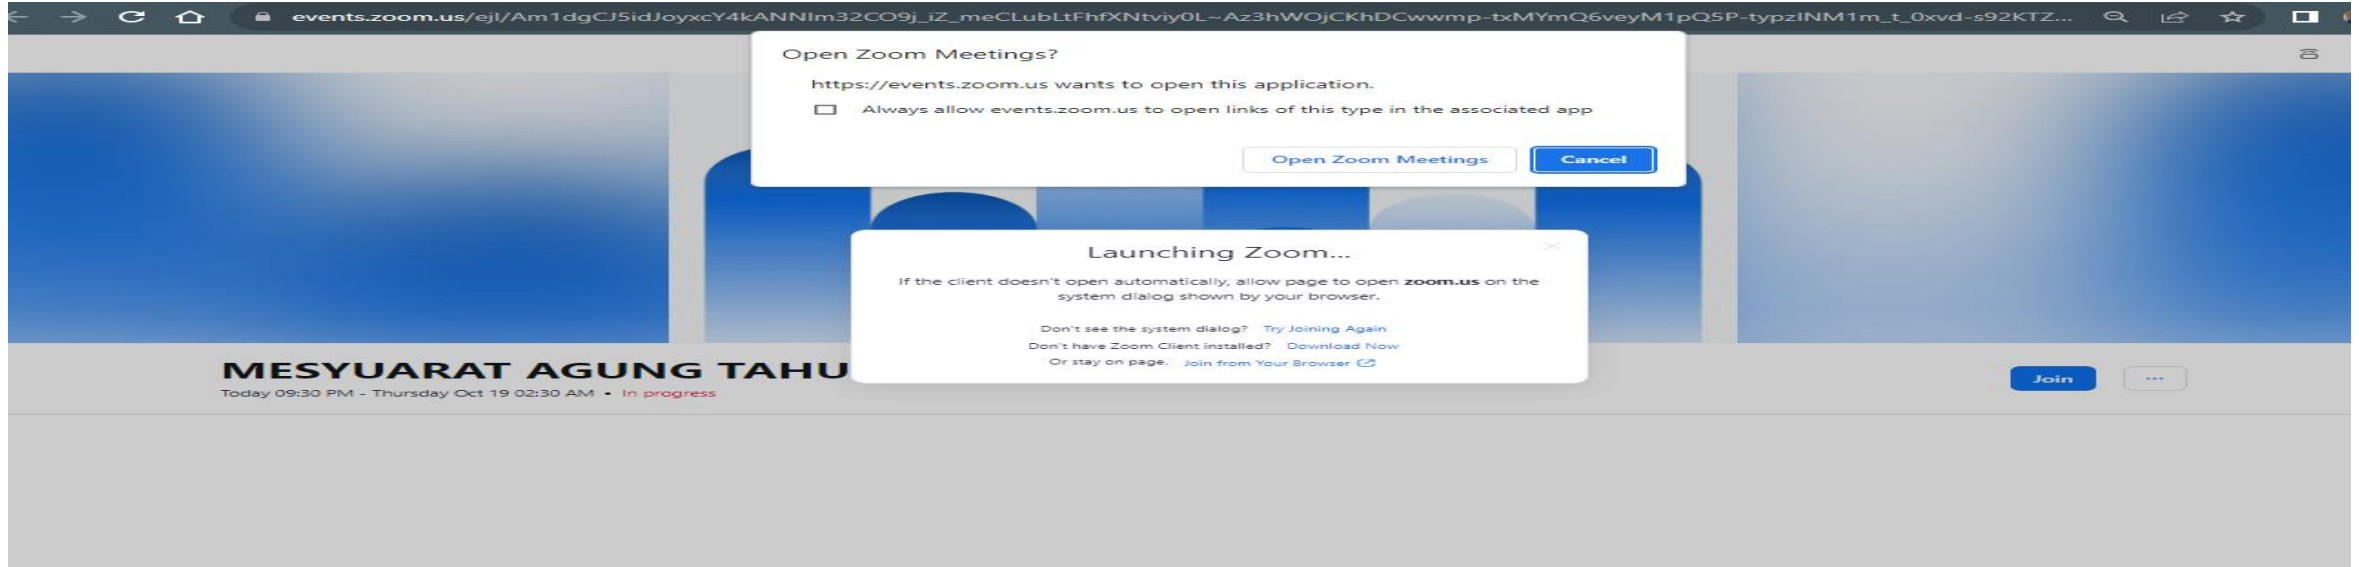 events.zoom.us/ejl/Am1dgCJ5idJoyxcY4kANNIm32CO9j_iZ_meCLubLtFhfXNtviy0L~Az3hWOjCKhDCwwmp-txMYmQ6veyM1pQ5P-typzINM1m_t_0xvd-s92KTZ...
Open Zoom Meetings?
https://events.zoom.us wants to open this application.
Always allow events.zoom.us to open links of this type in the associated app
Open Zoom Meetings Cancel
Launching Zoom...
If the client doesn't open automatically, allow page to open zoom.us on the
system dialog shown by your browser.
Don't see the system dialog? Try Joining Again
Don't have Zoom Client installed? Download Now
Or stay on page. Join from Your Browser
MESYUARAT AGUNG TAHU
Join ...
Today 09:30 PM - Thursday Oct 19 02:30 AM • In progress